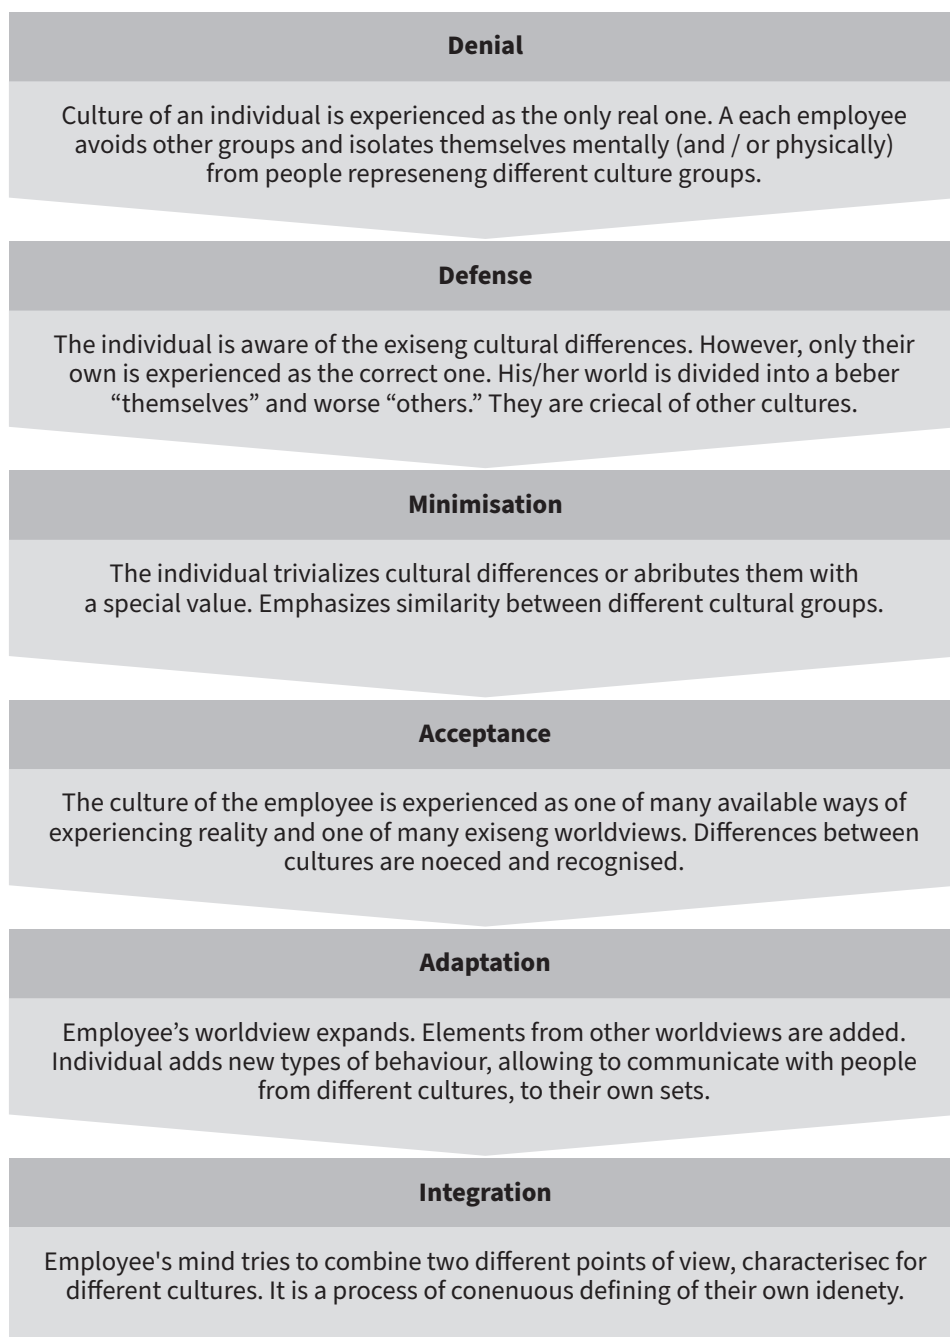 Denial
Culture of an individual is experienced as the only real one. A each employee
avoids other groups and isolates themselves mentally (and / or physically)
from people represeneng different culture groups.
Defense
The individual is aware of the exiseng cultural differences. However, only their
own is experienced as the correct one. His/her world is divided into a beber
“themselves” and worse “others.” They are criecal of other cultures.
Minimisation
The individual trivializes cultural differences or abributes them with
a special value. Emphasizes similarity between different cultural groups.
Acceptance
The culture of the employee is experienced as one of many available ways of
experiencing reality and one of many exiseng worldviews. Differences between
cultures are noeced and recognised.
Adaptation
Employee’s worldview expands. Elements from other worldviews are added.
Individual adds new types of behaviour, allowing to communicate with people
from different cultures, to their own sets.
Integration
Employee's mind tries to combine two different points of view, characterisec for
different cultures. It is a process of conenuous defining of their own idenety.